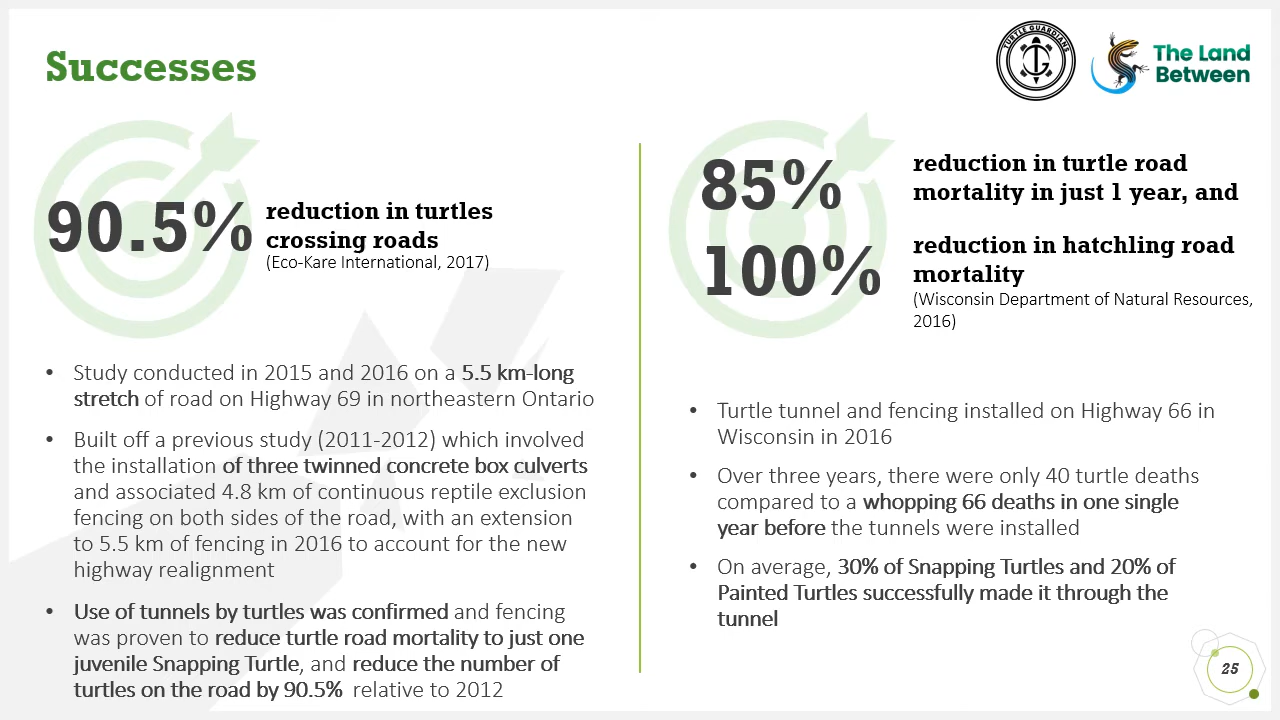 Successes
TURTLE GUARDIANS
The Land
Between
90.5%
reduction in turtles
crossing roads
(Eco-Kare International, 2017)
• Study conducted in 2015 and 2016 on a 5.5 km-long
stretch of road on Highway 69 in northeastern Ontario
• Built off a previous study (2011-2012) which involved
the installation of three twinned concrete box culverts
and associated 4.8 km of continuous reptile exclusion
fencing on both sides of the road, with an extension
to 5.5 km of fencing in 2016 to account for the new
highway realignment
• Use of tunnels by turtles was confirmed and fencing
was proven to reduce turtle road mortality to just one
juvenile Snapping Turtle, and reduce the number of
turtles on the road by 90.5% relative to 2012
85%
reduction in turtle road
mortality in just 1 year, and
100%
reduction in hatchling road
mortality
(Wisconsin Department of Natural Resources,
2016)
• Turtle tunnel and fencing installed on Highway 66 in
Wisconsin in 2016
• Over three years, there were only 40 turtle deaths
compared to a whopping 66 deaths in one single
year before the tunnels were installed
• On average, 30% of Snapping Turtles and 20% of
Painted Turtles successfully made it through the
tunnel
25